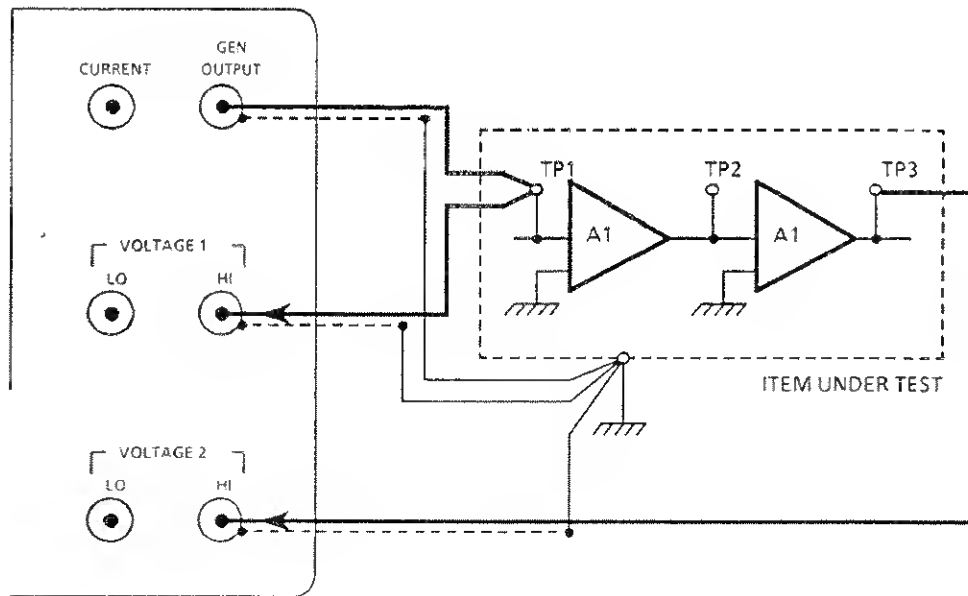 GEN
CURRENT OUTPUT
TP1 TP2 TP3
A1 A1
VOLTAGE 1
LO HI
ITEM UNDER TEST
VOLTAGE 2
LO HI